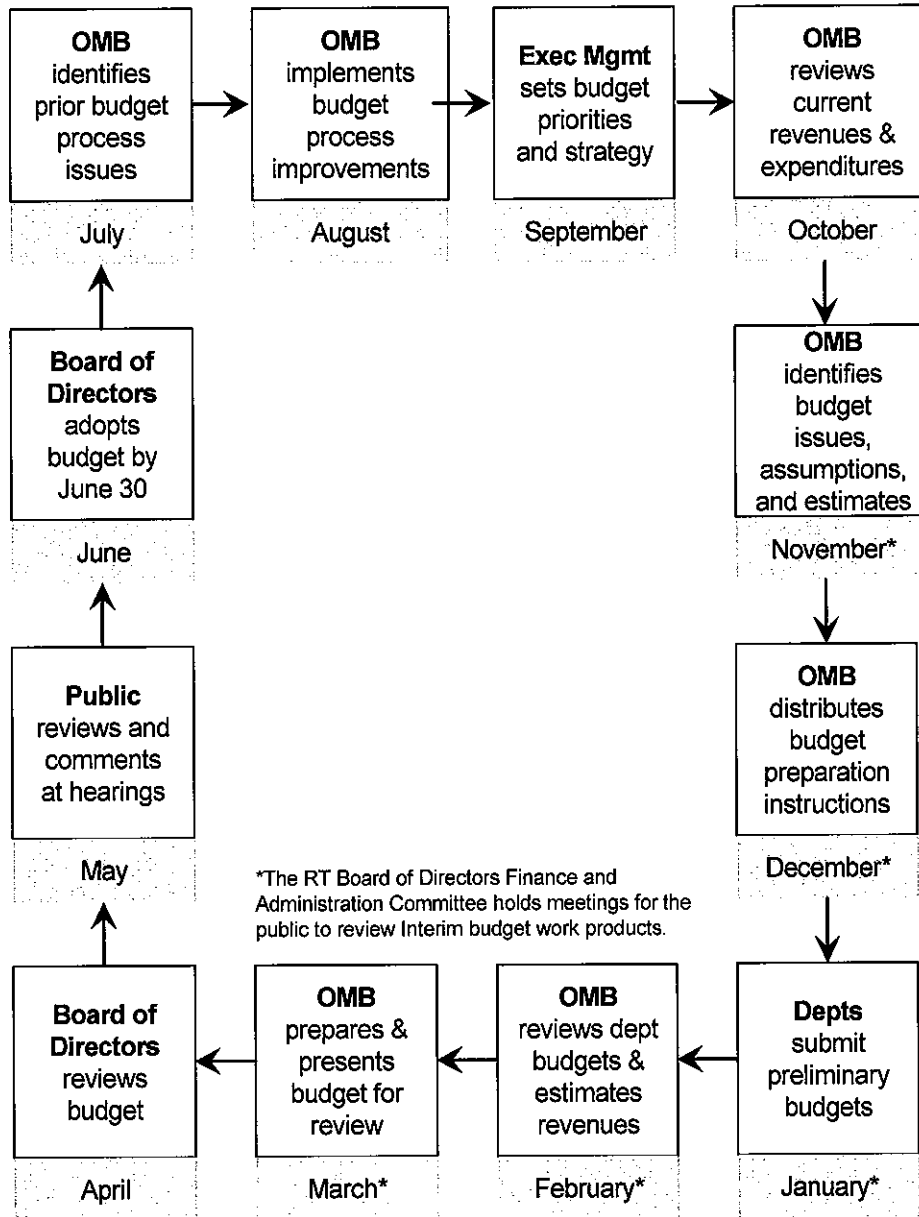 OMB
identifies
prior budget
process
issues
July
OMB
implements
budget
process
improvements
August
Exec Mgmt
sets budget
priorities
and strategy
September
OMB
reviews
current
revenues &
expenditures
October
OMB
identifies
budget
issues,
assumptions,
and estimates
November*
OMB
distributes
budget
preparation
instructions
December*
Depts
submit
preliminary
budgets
January*
OMB
reviews dept
budgets &
estimates
revenues
February*
OMB
prepares &
presents
budget for
review
March*
Board of
Directors
reviews
budget
April
Public
reviews and
comments
at hearings
May
Board of
Directors
adopts
budget by
June 30
June
*The RT Board of Directors Finance and
Administration Committee holds meetings for the
public to review Interim budget work products.